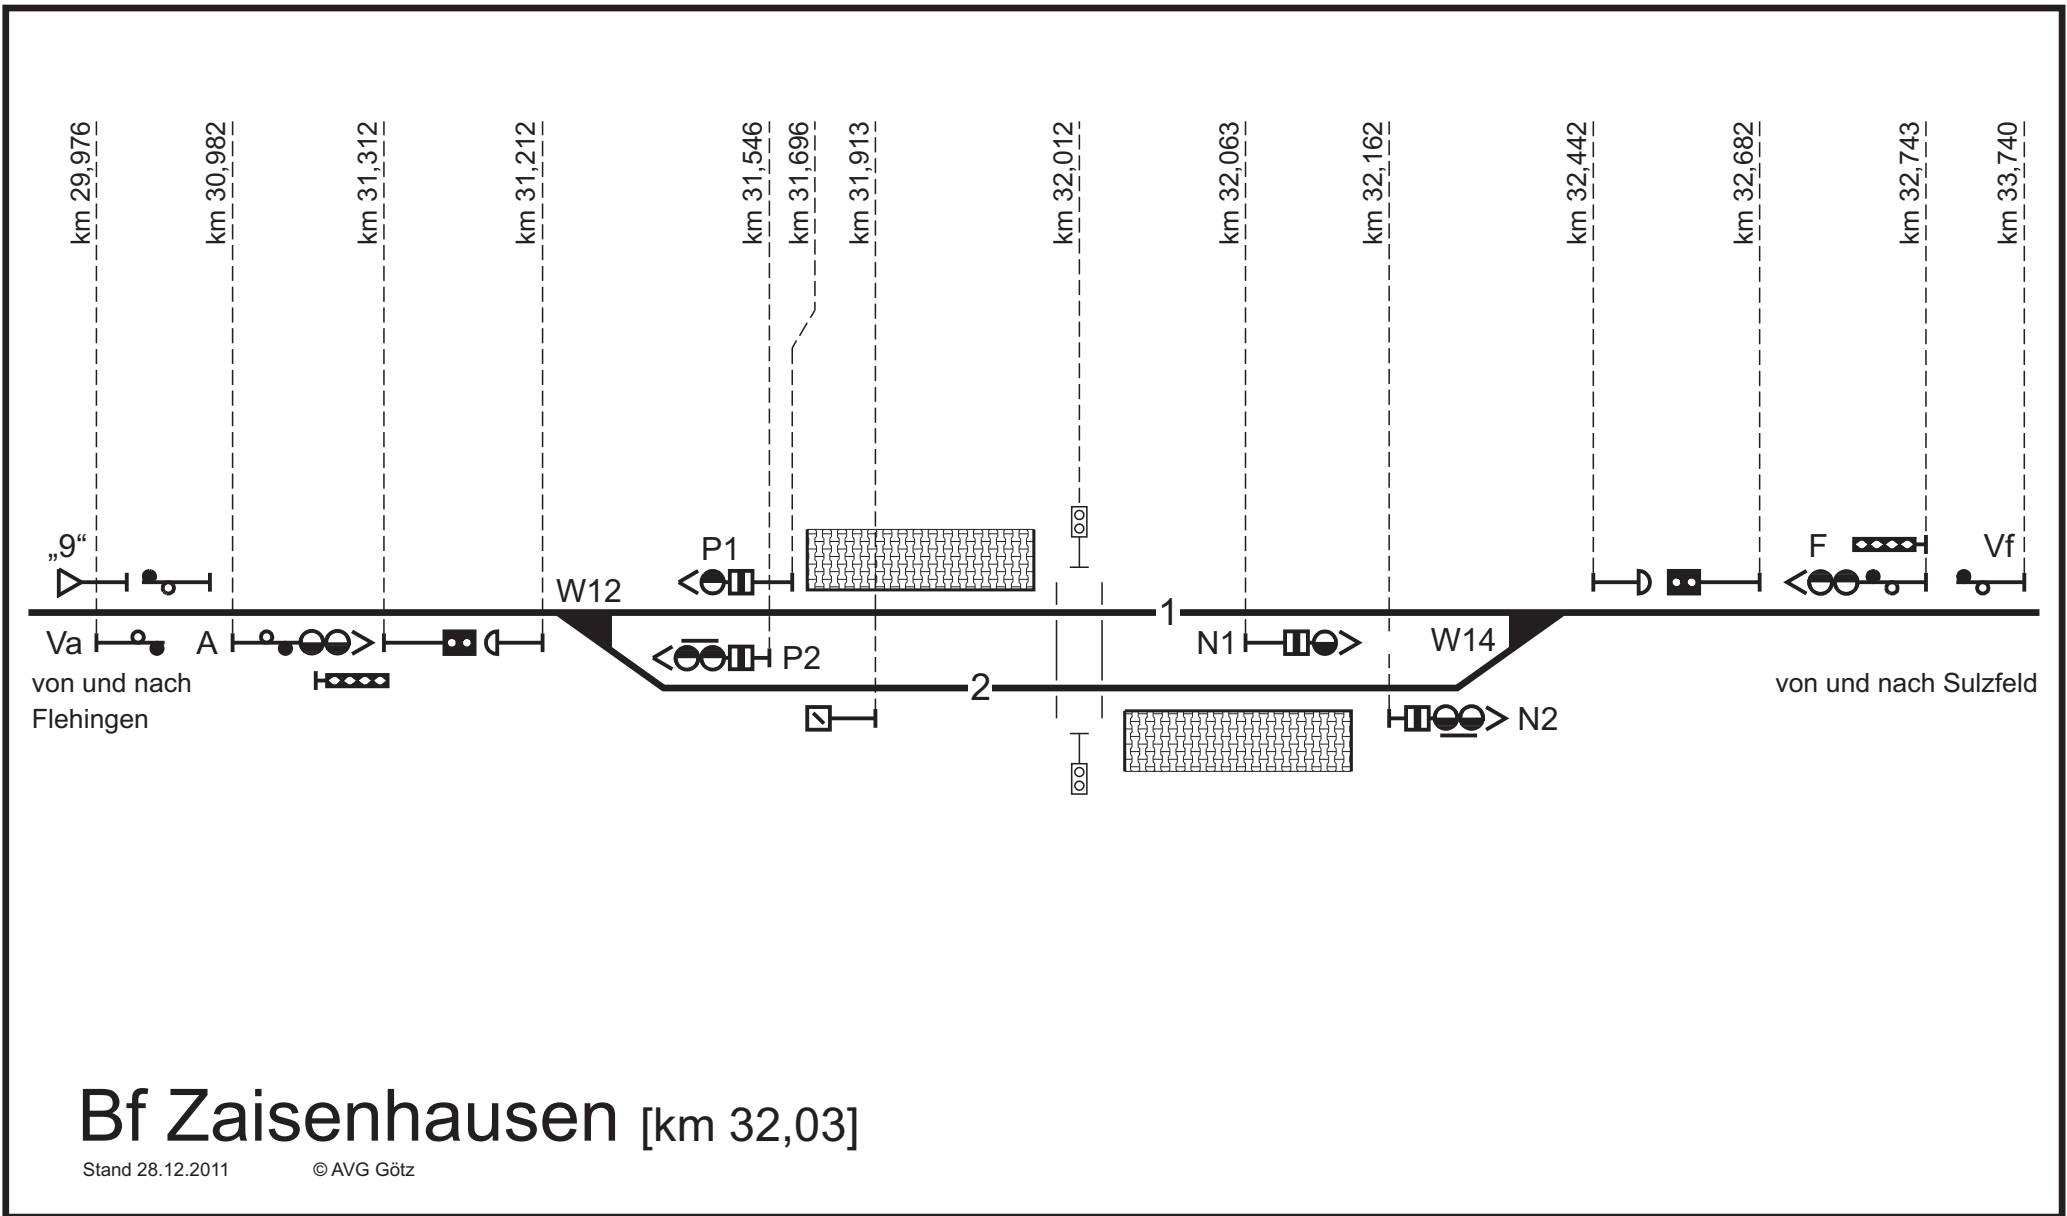 km 29,976
km 30,982
km 31,312
km 31,212
km 31,546
km 31,696
km 31,913
km 32,012
km 32,063
km 32,162
km 32,442
km 32,682
km 32,743
km 33,740
„9“
P1
F
Vf
W12
1
Va
A
P2
N1
W14
von und nach
Flehingen
2
von und nach Sulzfeld
N2
Bf Zaisenhausen [km 32,03]
Stand 28.12.2011 © AVG Götz